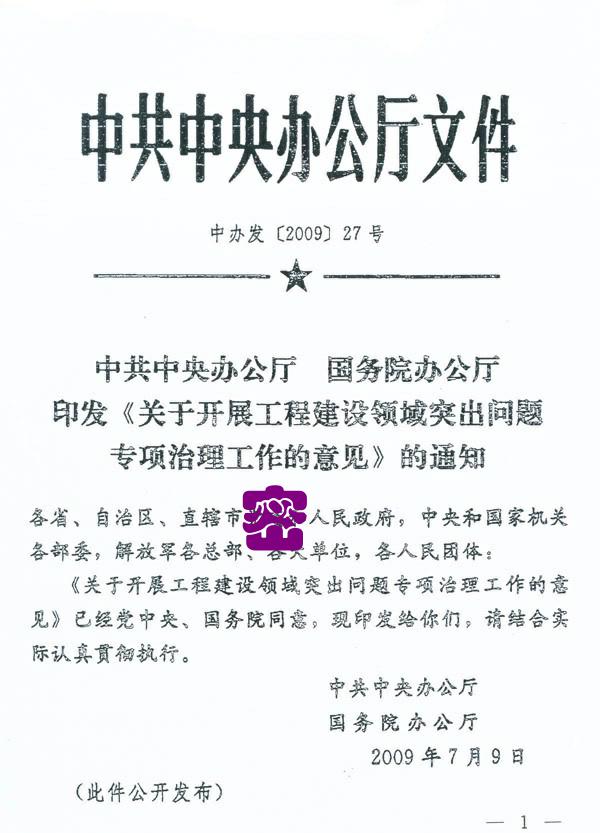 中共中央办公厅文件
中办发〔2009〕27号
中共中央办公厅 国务院办公厅
印发《关于开展工程建设领域突出问题
专项治理工作的意见》的通知
各省、自治区、直辖市 人民政府，中央和国家机关
各部委，解放军各总部、各大单位，各人民团体：
《关于开展工程建设领域突出问题专项治理工作的意
见》已经党中央、国务院同意，现印发给你们，请结合实
际认真贯彻执行。
中共中央办公厅
国务院办公厅
2009年7月9日
（此件公开发布）
— 1 —